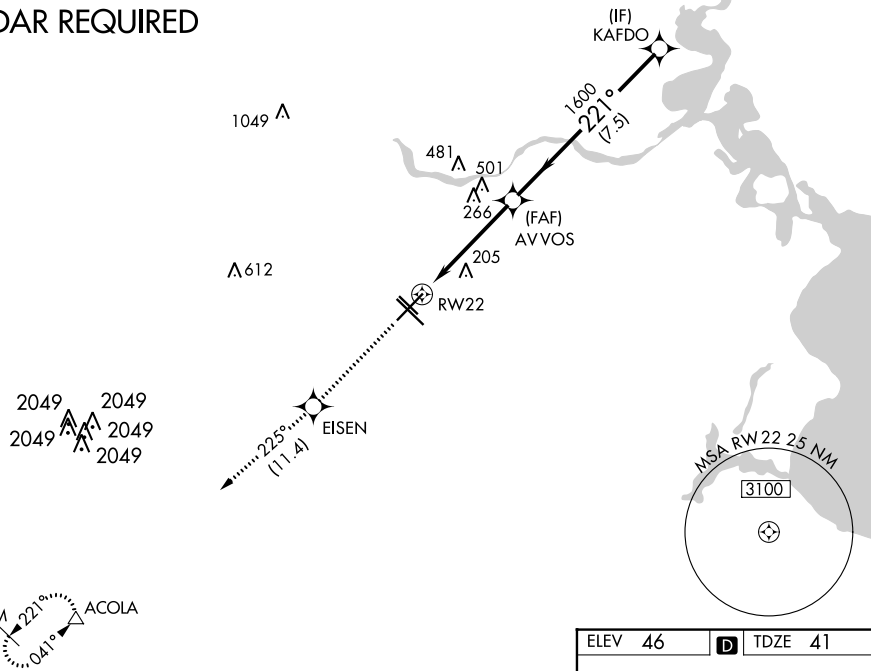 DAR REQUIRED
(IF)
KAFDO
1600
221°
(7.5)
1049
481
501
266
(FAF)
AVVOS
205
612
RW22
2049
2049
2049
2049
2049
EISEN
225°
(11.4)
MSA RW22 25 NM
3100
221°
041°
ACOLA
ELEV 46 D TDZE 41